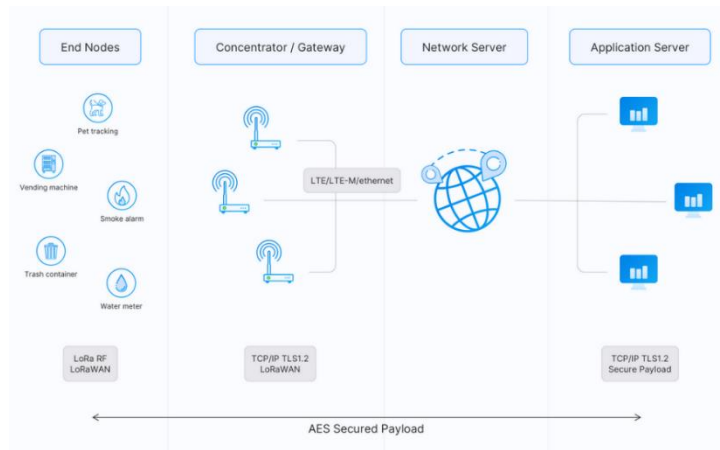 End Nodes
Concentrator / Gateway
Network Server
Application Server
Pet tracking
Vending machine
Smoke alarm
Trash container
Water meter
LTE/LTE-M/ethernet
LoRa RF
LoRaWAN
TCP/IP TLS1.2
LoRaWAN
TCP/IP TLS1.2
Secure Payload
AES Secured Payload